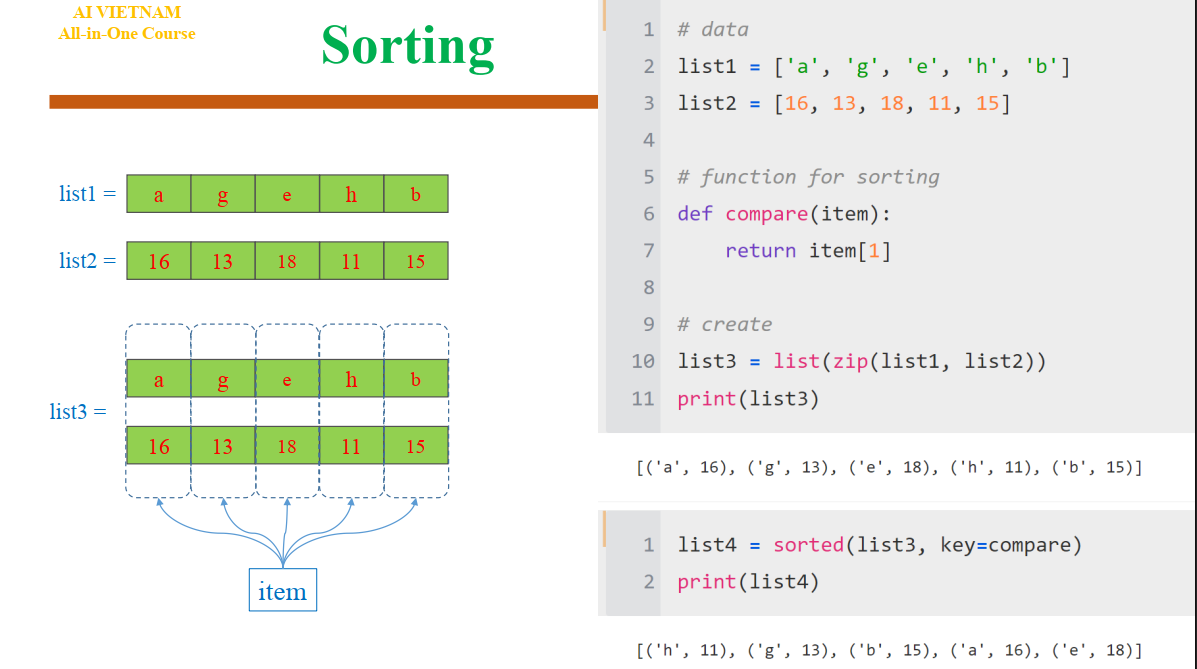 AI VIETNAM
All-in-One Course
Sorting
list1 = a g e h b
list2 = 16 13 18 11 15
a g e h b
list3 =
16 13 18 11 15
item
1 # data
2 list1 = ['a', 'g', 'e', 'h', 'b']
3 list2 = [16, 13, 18, 11, 15]
4
5 # function for sorting
6 def compare(item):
7     return item[1]
8
9 # create
10 list3 = list(zip(list1, list2))
11 print(list3)
[('a', 16), ('g', 13), ('e', 18), ('h', 11), ('b', 15)]
1 list4 = sorted(list3, key=compare)
2 print(list4)
[('h', 11), ('g', 13), ('b', 15), ('a', 16), ('e', 18)]